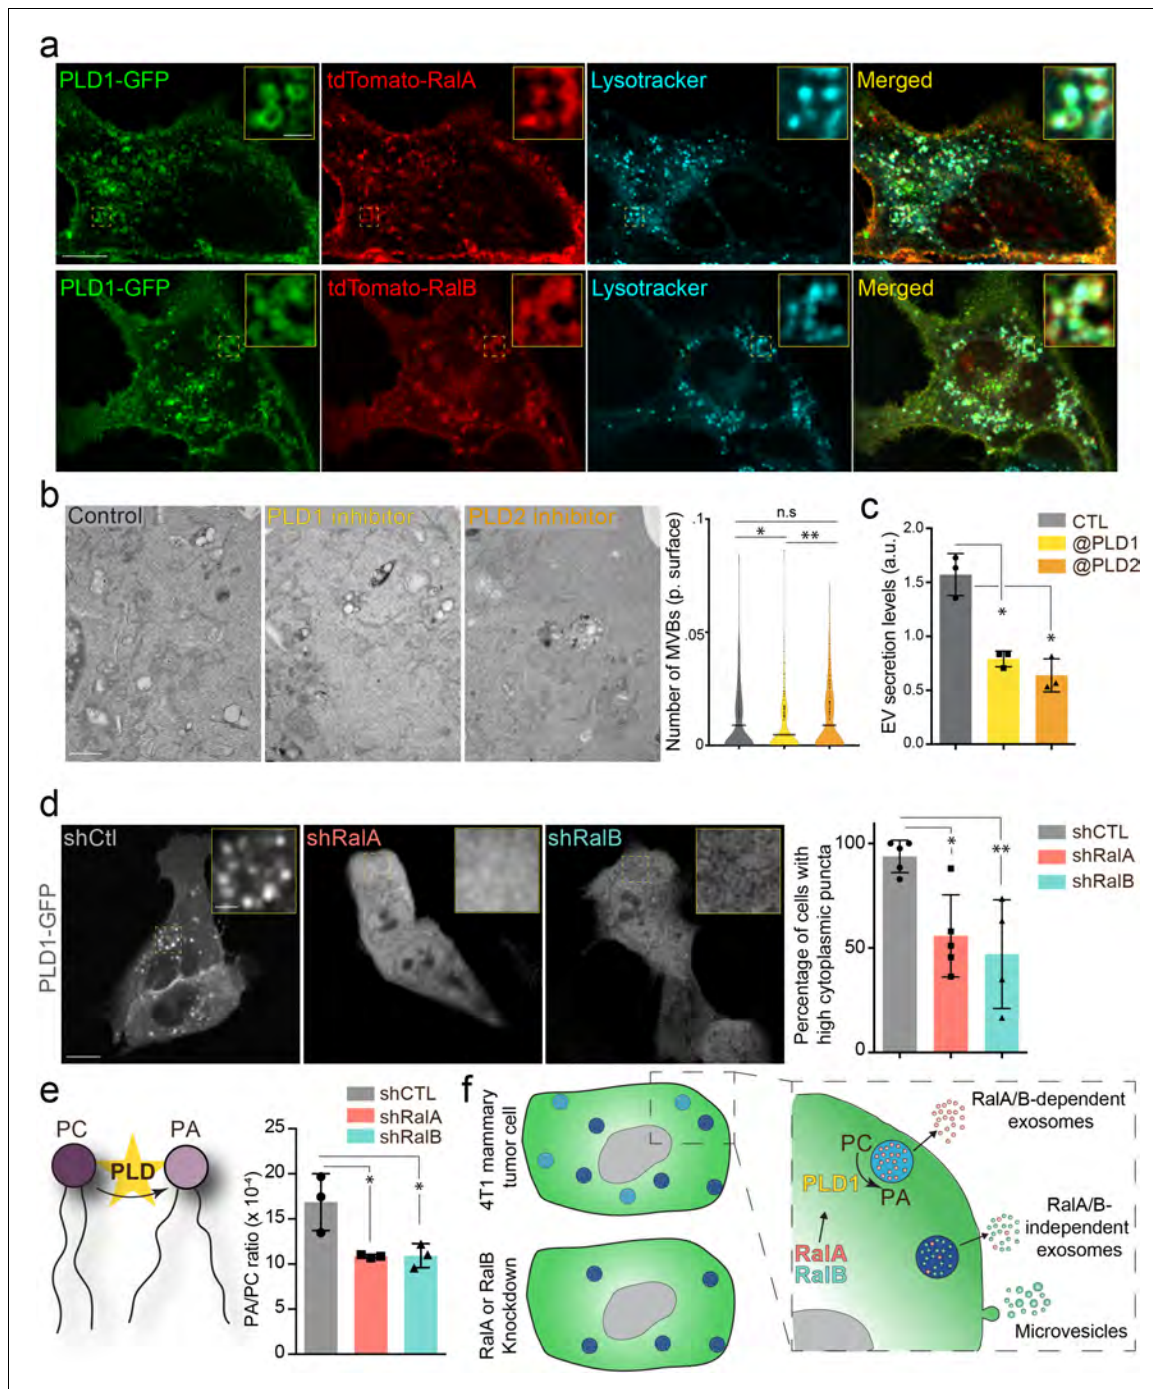 a
PLD1-GFP
tdTomato-RalA
Lysotracker
Merged
PLD1-GFP
tdTomato-RalB
Lysotracker
Merged
b
Control
PLD1 inhibitor
PLD2 inhibitor
Number of MVBs (p. surface)
.1
.05
0
n.s
*
**
c
EV secretion levels (a.u.)
2.0
1.5
1.0
0.5
0.0
CTL
@PLD1
@PLD2
*
*
d
PLD1-GFP
shCtl
shRalA
shRalB
Percentage of cells with
high cytoplasmic puncta
100
50
0
*
**
shCTL
shRalA
shRalB
e
PC
PLD
PA
PA/PC ratio (x 10⁻⁴)
25
20
15
10
5
0
shCTL
shRalA
shRalB
*
*
f
4T1 mammary
tumor cell
RalA or RalB
Knockdown
PC
PLD1
PA
RalA
RalB
RalA/B-dependent
exosomes
RalA/B-
independent
exosomes
Microvesicles